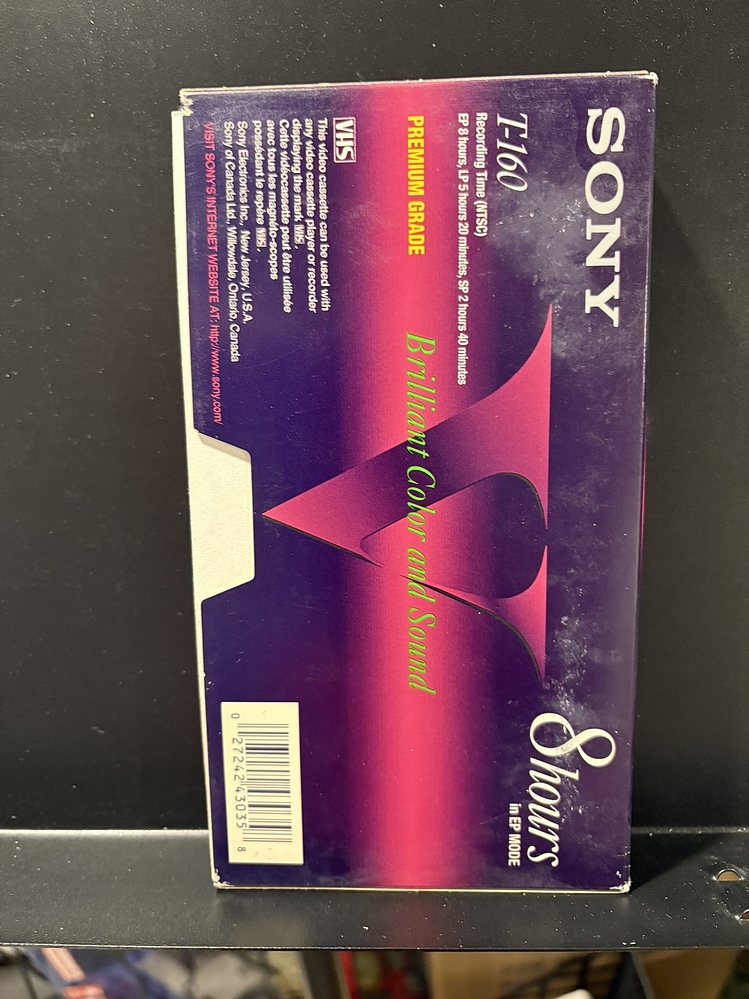 SONY
T-160
Recording Time (NTSC)
EP 8 hours, LP 5 hours 20 minutes, SP 2 hours 40 minutes
8 hours
in EP MODE
PREMIUM GRADE
Brilliant Color and Sound
VHS
This video cassette can be used with
any video cassette player or recorder
displaying the mark VHS.
Cette vidéocassette peut être utilisée
avec tous les magnéto-scopes
possédant le repère VHS.
Sony Electronics Inc., New Jersey, U.S.A.
Sony of Canada Ltd., Willowdale, Ontario, Canada
VISIT SONY'S INTERNET WEBSITE AT: http://www.sony.com/
0 27242 43035 8